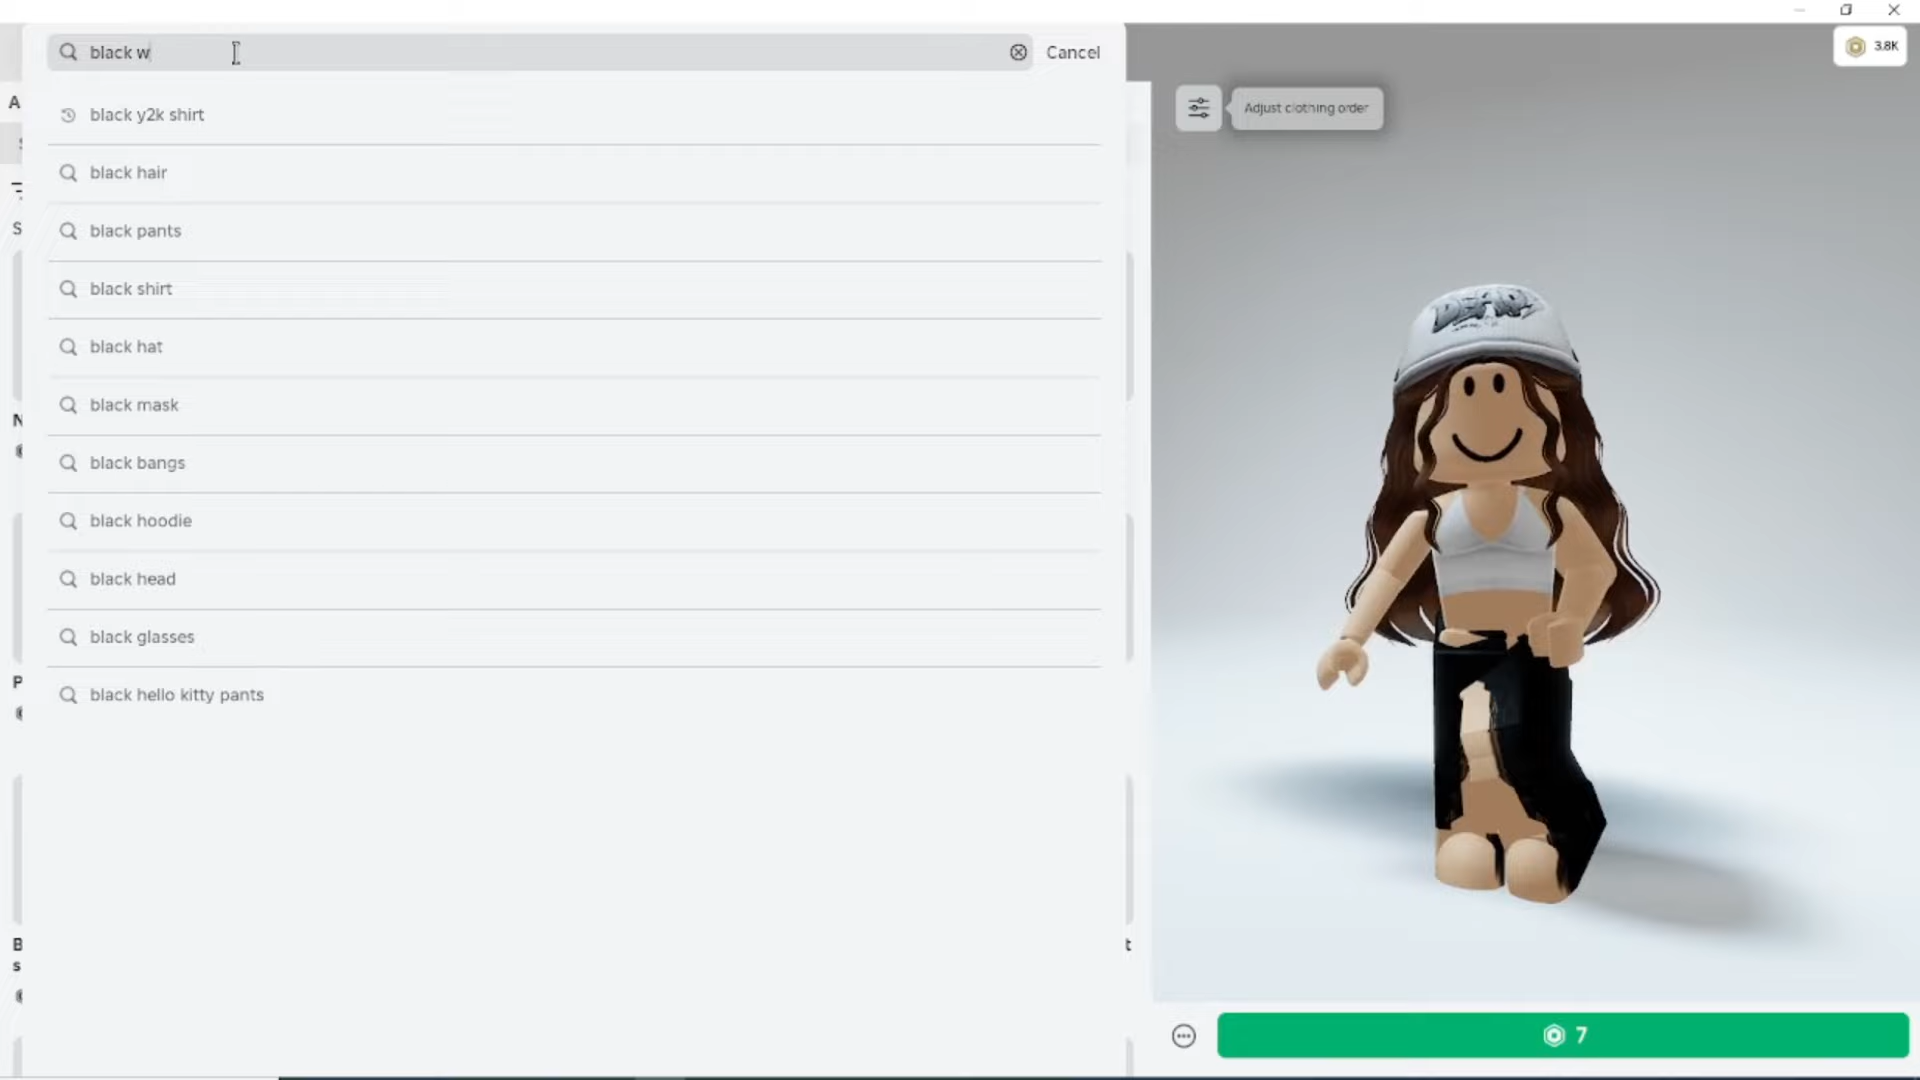 black w
Cancel
3.8K
Adjust clothing order
black y2k shirt
black hair
black pants
black shirt
black hat
black mask
black bangs
black hoodie
black head
black glasses
black hello kitty pants
A
S
N
P
B
s
t
DEAD
7